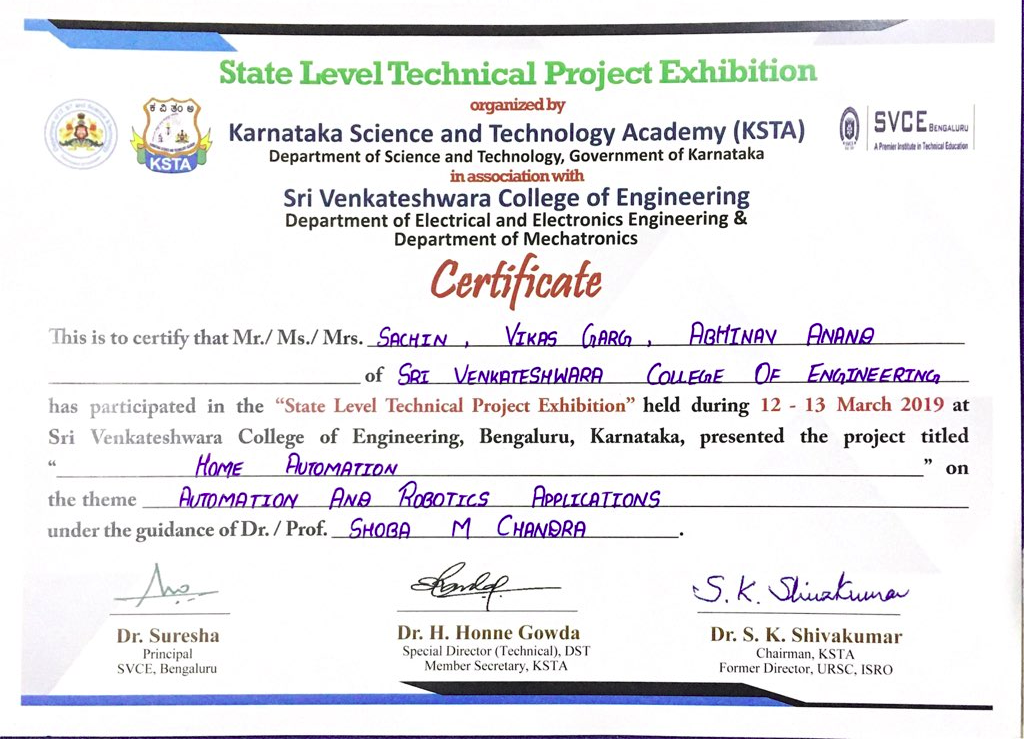 State Level Technical Project Exhibition
organized by
Karnataka Science and Technology Academy (KSTA)
Department of Science and Technology, Government of Karnataka
in association with
Sri Venkateshwara College of Engineering
Department of Electrical and Electronics Engineering &
Department of Mechatronics
ಕ ವಿ ತಂ ಅ
KSTA
SVCE BENGALURU
A Premier Institute in Technical Education
Certificate
This is to certify that Mr./ Ms./ Mrs. SACHIN , VIKAS GARG , ABHINAV ANAND
of SRI VENKATESHWARA COLLEGE OF ENGINEERING
has participated in the “State Level Technical Project Exhibition” held during 12 - 13 March 2019 at
Sri Venkateshwara College of Engineering, Bengaluru, Karnataka, presented the project titled
“ HOME AUTOMATION ” on
the theme AUTOMATION AND ROBOTICS APPLICATIONS
under the guidance of Dr. / Prof. SHOBA M CHANDRA .
S. K. Shivakumar
Dr. Suresha
Principal
SVCE, Bengaluru
Dr. H. Honne Gowda
Special Director (Technical), DST
Member Secretary, KSTA
Dr. S. K. Shivakumar
Chairman, KSTA
Former Director, URSC, ISRO